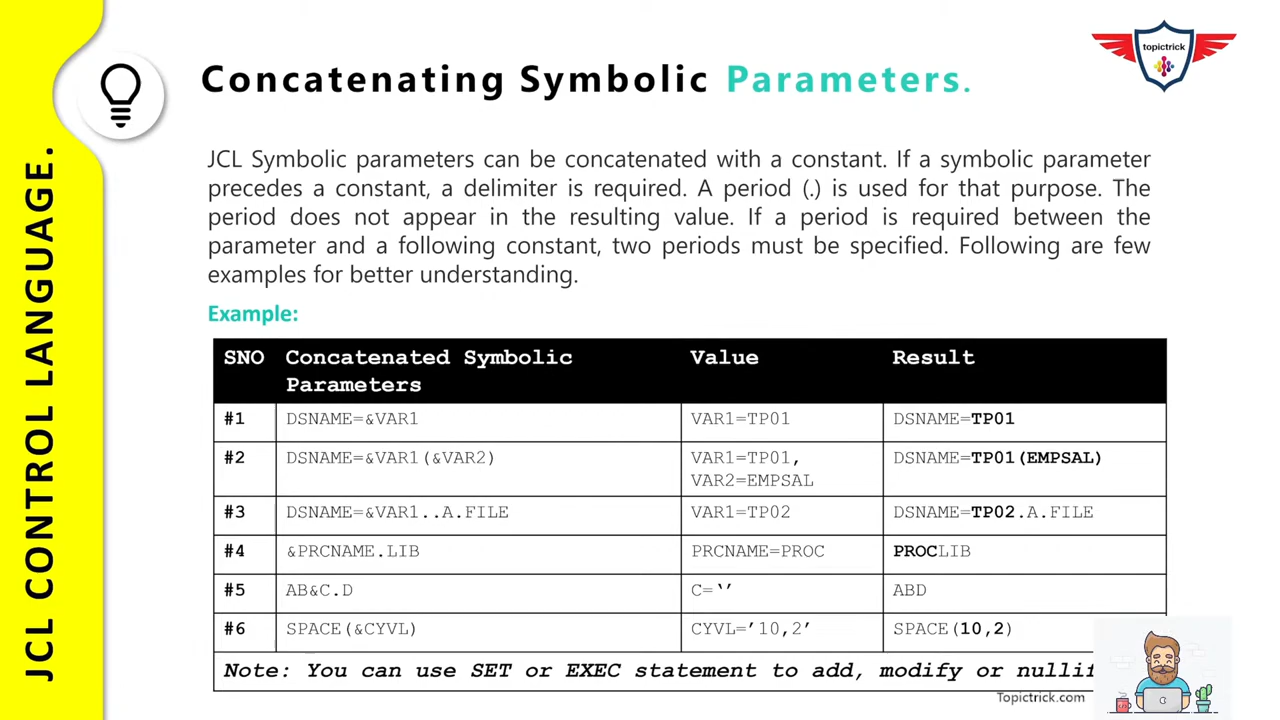 topictrick
Concatenating Symbolic Parameters.
JCL CONTROL LANGUAGE.
JCL Symbolic parameters can be concatenated with a constant. If a symbolic parameter
precedes a constant, a delimiter is required. A period (.) is used for that purpose. The
period does not appear in the resulting value. If a period is required between the
parameter and a following constant, two periods must be specified. Following are few
examples for better understanding.
Example:
SNO Concatenated Symbolic Parameters Value Result
#1 DSNAME=&VAR1 VAR1=TP01 DSNAME=TP01
#2 DSNAME=&VAR1(&VAR2) VAR1=TP01, VAR2=EMPSAL DSNAME=TP01(EMPSAL)
#3 DSNAME=&VAR1..A.FILE VAR1=TP02 DSNAME=TP02.A.FILE
#4 &PRCNAME.LIB PRCNAME=PROC PROCLIB
#5 AB&C.D C=‘’ ABD
#6 SPACE(&CYVL) CYVL=’10,2’ SPACE(10,2)
Note: You can use SET or EXEC statement to add, modify or nullif
Topictrick.com